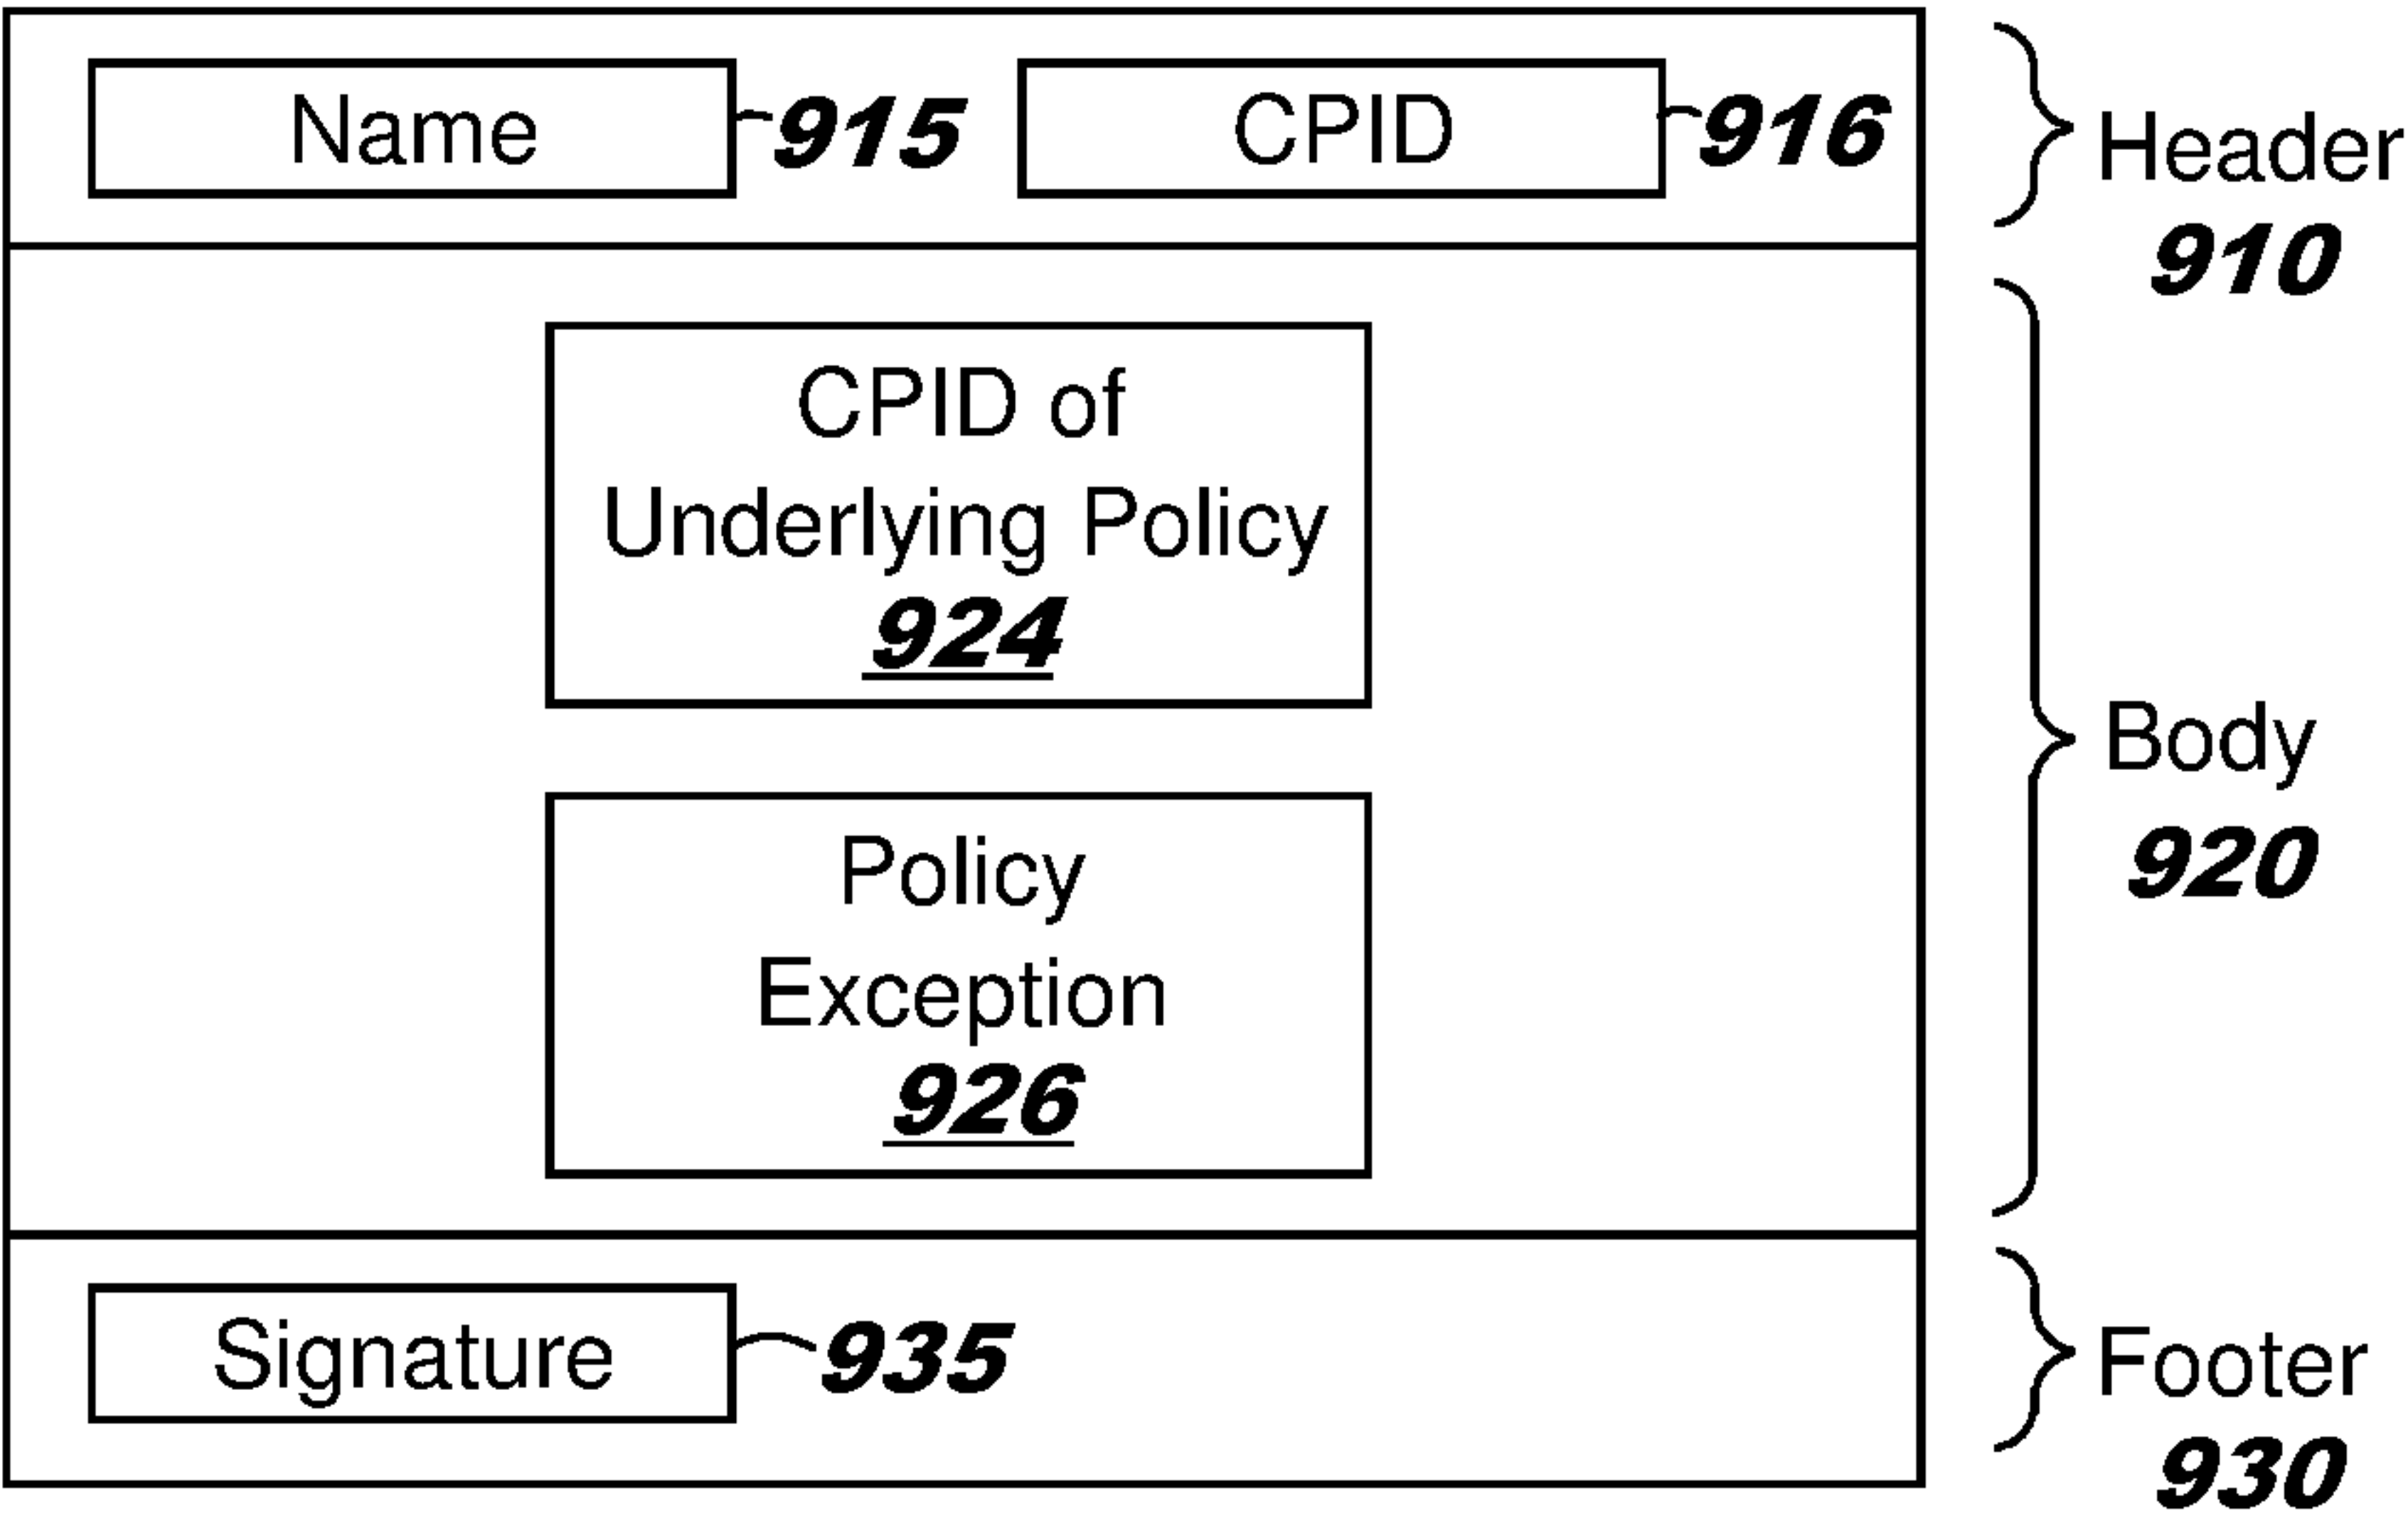 Name 915 CPID 916
Header
910
CPID of
Underlying Policy
924
Policy
Exception
926
Body
920
Signature 935
Footer
930